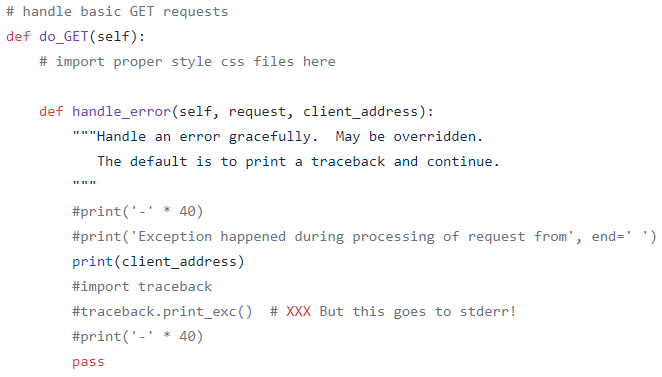 # handle basic GET requests
def do_GET(self):
    # import proper style css files here

    def handle_error(self, request, client_address):
        """Handle an error gracefully.  May be overridden.
           The default is to print a traceback and continue.
        """
        #print('-' * 40)
        #print('Exception happened during processing of request from', end=' ')
        print(client_address)
        #import traceback
        #traceback.print_exc()  # XXX But this goes to stderr!
        #print('-' * 40)
        pass